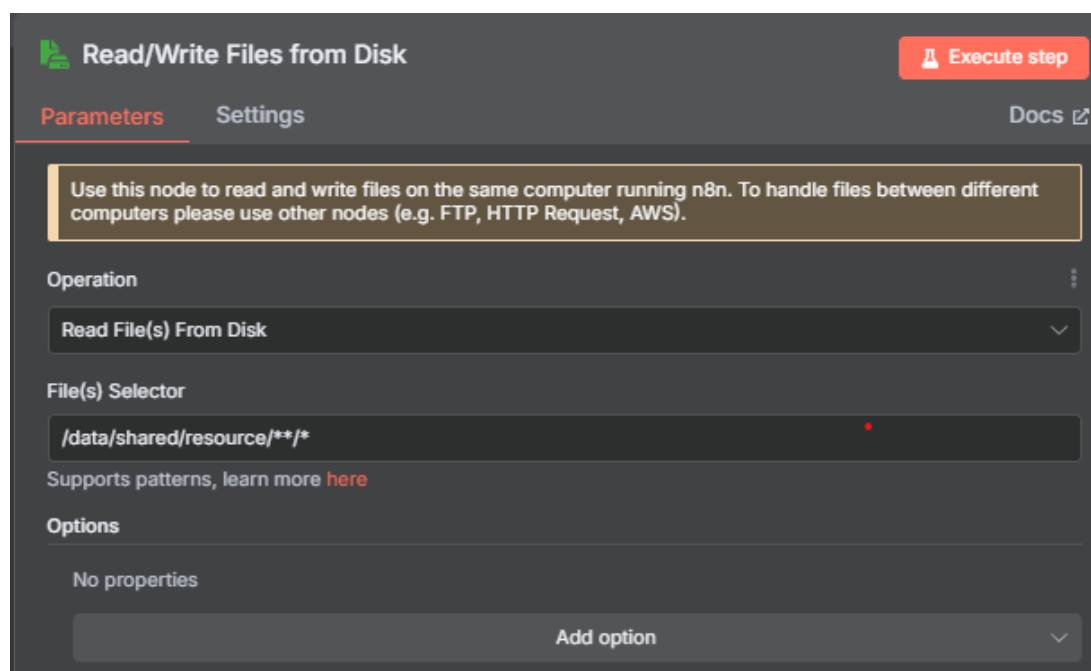 Read/Write Files from Disk
Execute step
Parameters
Settings
Docs
Use this node to read and write files on the same computer running n8n. To handle files between different
computers please use other nodes (e.g. FTP, HTTP Request, AWS).
Operation
Read File(s) From Disk
File(s) Selector
/data/shared/resource/**/*
Supports patterns, learn more here
Options
No properties
Add option